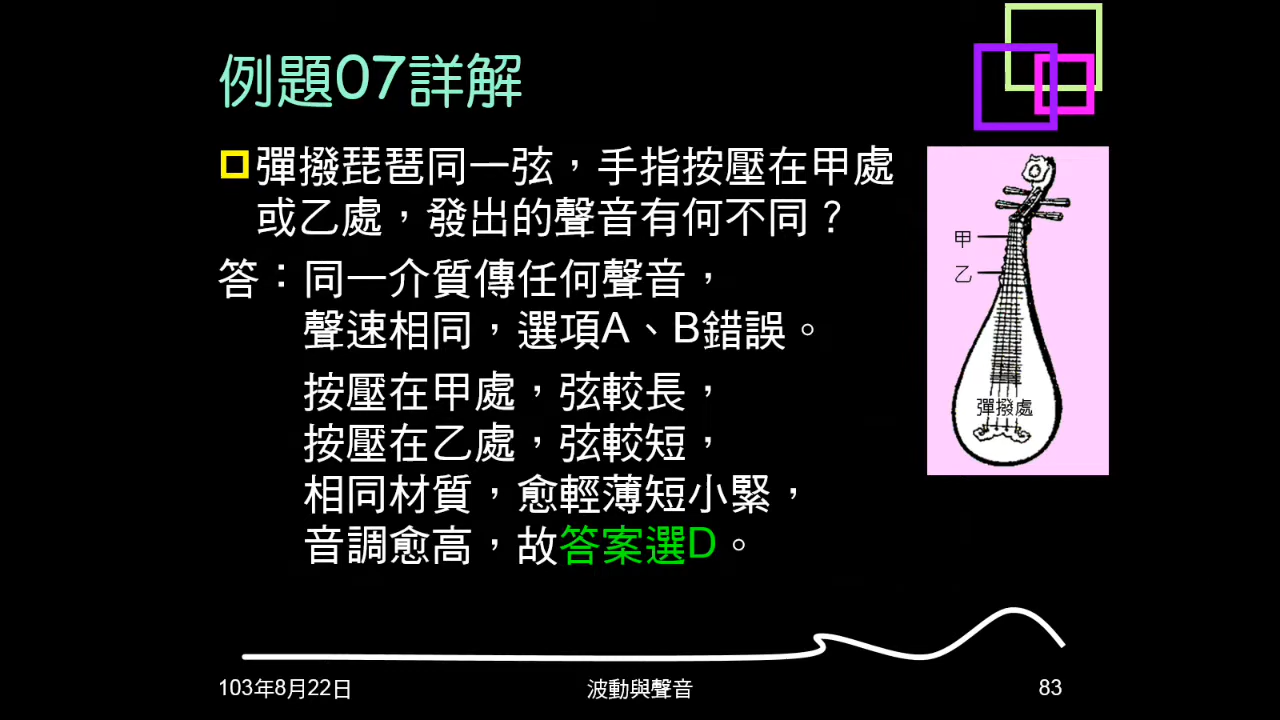 例題07詳解
彈撥琵琶同一弦，手指按壓在甲處
或乙處，發出的聲音有何不同？
答：同一介質傳任何聲音，
聲速相同，選項A、B錯誤。
按壓在甲處，弦較長，
按壓在乙處，弦較短，
相同材質，愈輕薄短小緊，
音調愈高，故答案選D。
甲
乙
彈撥處
103年8月22日
波動與聲音
83